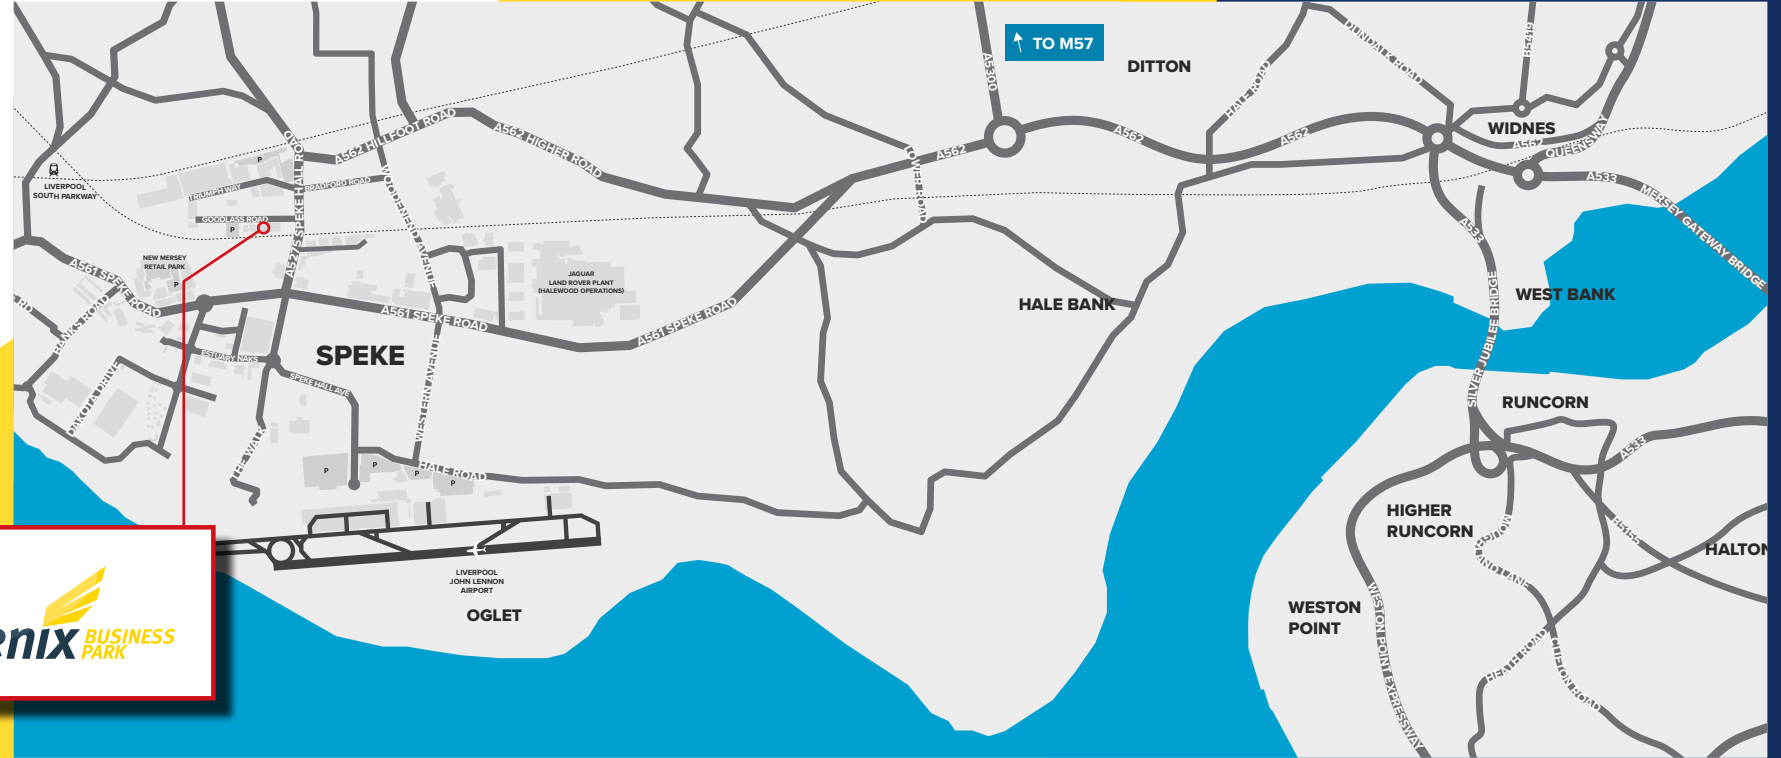 TO M57
DITTON
A5300
DUNDALK ROAD
B5419
HALE ROAD
WIDNES
A562
QUEENSWAY
A562
A562
A562
A562 HIGHER ROAD
A562 HILLFOOT ROAD
LOWER ROAD
A533
MERSEY GATEWAY BRIDGE
A533
LIVERPOOL
SOUTH PARKWAY
P
TRIUMPH WAY
BRADFORD ROAD
GOODLASS ROAD
P
WOODEND AVENUE
A5275 SPEKE HALL ROAD
NEW MERSEY
RETAIL PARK
P
A561 SPEKE ROAD
RD
BANKS ROAD
JAGUAR
LAND ROVER PLANT
(HALEWOOD OPERATIONS)
A561 SPEKE ROAD
A561 SPEKE ROAD
HALE BANK
WEST BANK
SILVER JUBILEE BRIDGE
SPEKE
ESTUARY
SPEKE HALL AVE
DAKOTA DRIVE
WESTERN AVENUE
THE WALK
P
P
P
P
HALE ROAD
RUNCORN
A533
HIGHER
RUNCORN
B5155
HALTON
LIVERPOOL
JOHN LENNON
AIRPORT
OGLET
WESTON
POINT
WESTON POINT EXPRESSWAY
HEATH ROAD
CLIFTON ROAD
enix BUSINESS
PARK